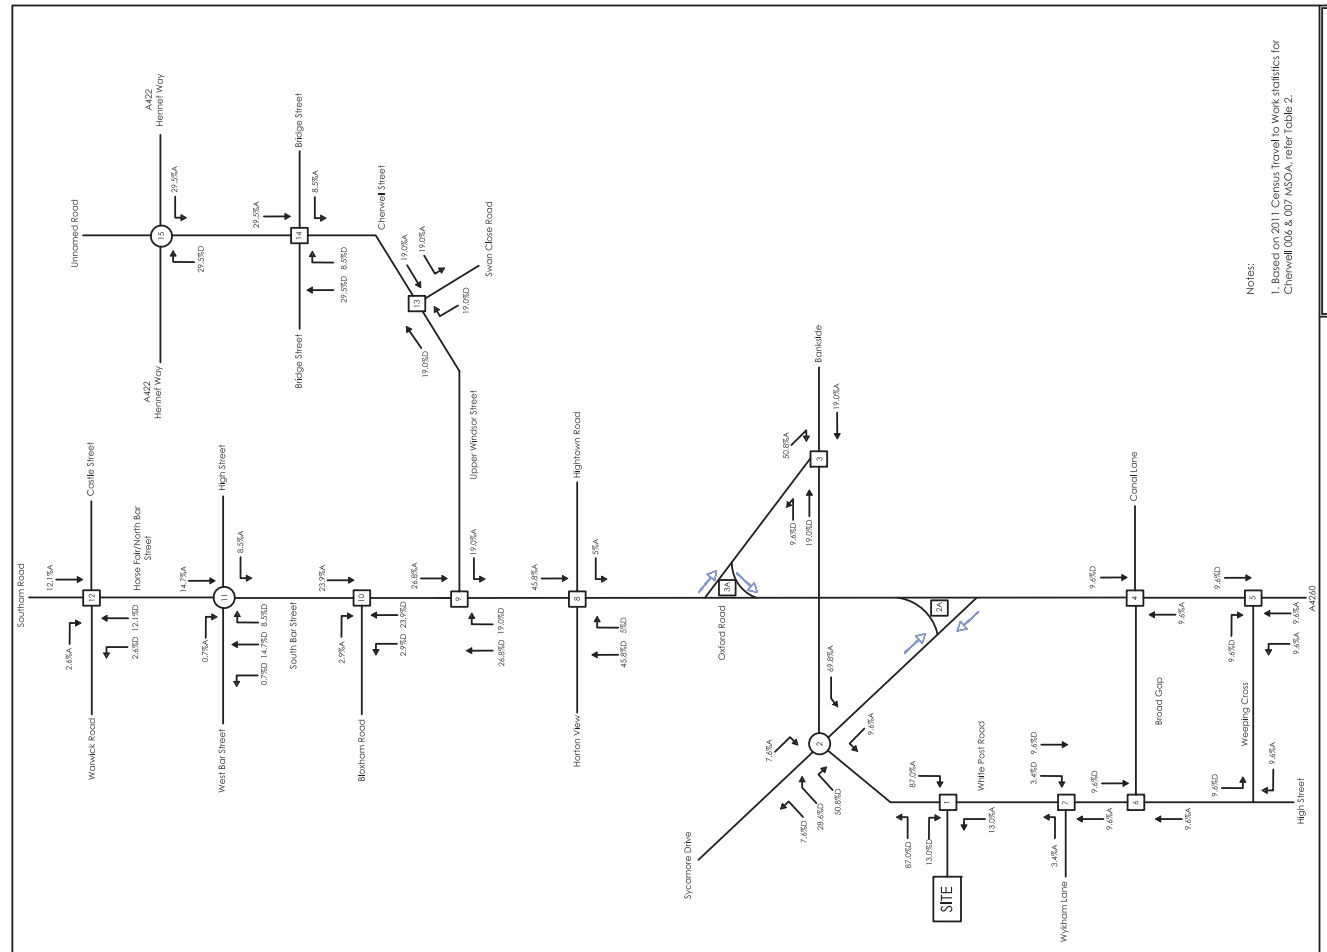 Southam Road
12.1%A
12
Castle Street
Warwick Road
2.6%A
2.6%D
12.1%D
Horse Fair/North Bar
Street
14.7%A
11
High Street
8.5%A
West Bar Street
0.7%A
0.7%D
14.7%D
8.5%D
South Bar Street
23.9%A
10
Bloxham Road
2.9%A
2.9%D
23.9%D
26.8%A
9
19.0%A
26.8%D
19.0%D
Upper Windsor Street
45.8%A
8
Hightown Road
5%A
Horton View
45.8%D
5%D
Unnamed Road
A422
Hennef Way
15
29.5%A
29.5%D
A422
Hennef Way
29.5%A
14
Bridge Street
8.5%A
Bridge Street
29.5%D
8.5%D
Cherwell Street
19.0%A
19.0%A
13
19.0%D
19.0%D
Swan Close Road
Oxford Road
3A
Bankside
3
50.8%A
19.0%A
9.6%D
19.0%D
2A
Sycamore Drive
2
7.6%A
69.8%A
9.6%A
7.6%D
28.6%D
50.8%D
87.0%A
1
87.0%D
13.0%D
13.0%A
SITE
White Post Road
3.4%D
9.6%D
7
3.4%A
9.6%A
Wykham Lane
9.6%D
6
9.6%A
Broad Gap
Canal Lane
9.6%D
4
9.6%A
Weeping Cross
9.6%D
5
9.6%D
9.6%A
9.6%A
A4260
9.6%D
9.6%A
High Street
Notes:
1. Based on 2011 Census Travel to Work statistics for
Cherwell 006 & 007 MSOA, refer Table 2.